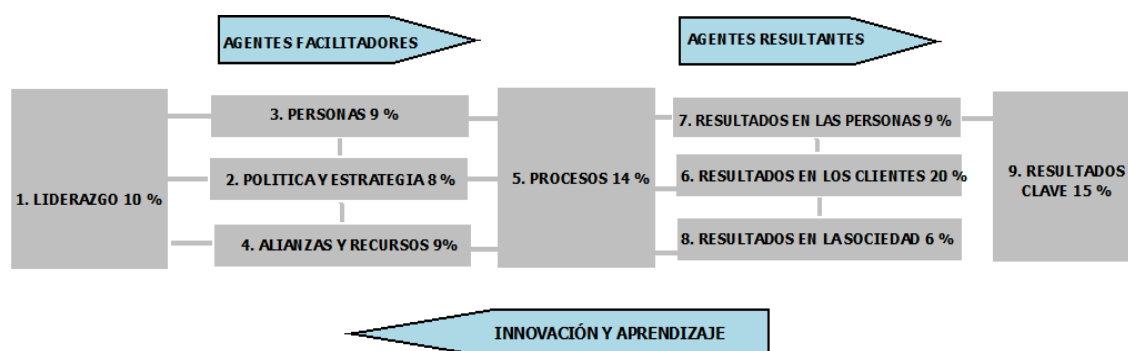 AGENTES FACILITADORES
AGENTES RESULTANTES
1. LIDERAZGO 10 %
3. PERSONAS 9 %
2. POLITICA Y ESTRATEGIA 8 %
4. ALIANZAS Y RECURSOS 9%
5. PROCESOS 14 %
7. RESULTADOS EN LAS PERSONAS 9 %
6. RESULTADOS EN LOS CLIENTES 20 %
8. RESULTADOS EN LA SOCIEDAD 6 %
9. RESULTADOS
CLAVE 15 %
INNOVACIÓN Y APRENDIZAJE